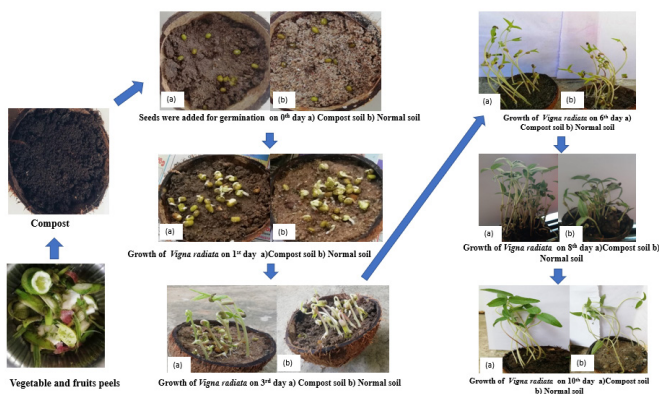 (a)
(b)
Seeds were added for germination on 0th day a) Compost soil b) Normal soil
Compost
Vegetable and fruits peels
(a)
(b)
Growth of Vigna radiata on 1st day a)Compost soil b) Normal soil
(a)
(b)
Growth of Vigna radiata on 3rd day a) Compost soil b) Normal soil
(a)
(b)
Growth of Vigna radiata on 6th day a)
Compost soil b) Normal soil
(a)
(b)
Growth of Vigna radiata on 8th day a)Compost soil b)
Normal soil
(a)
(b)
Growth of Vigna radiata on 10th day a)Compost soil
b) Normal soil